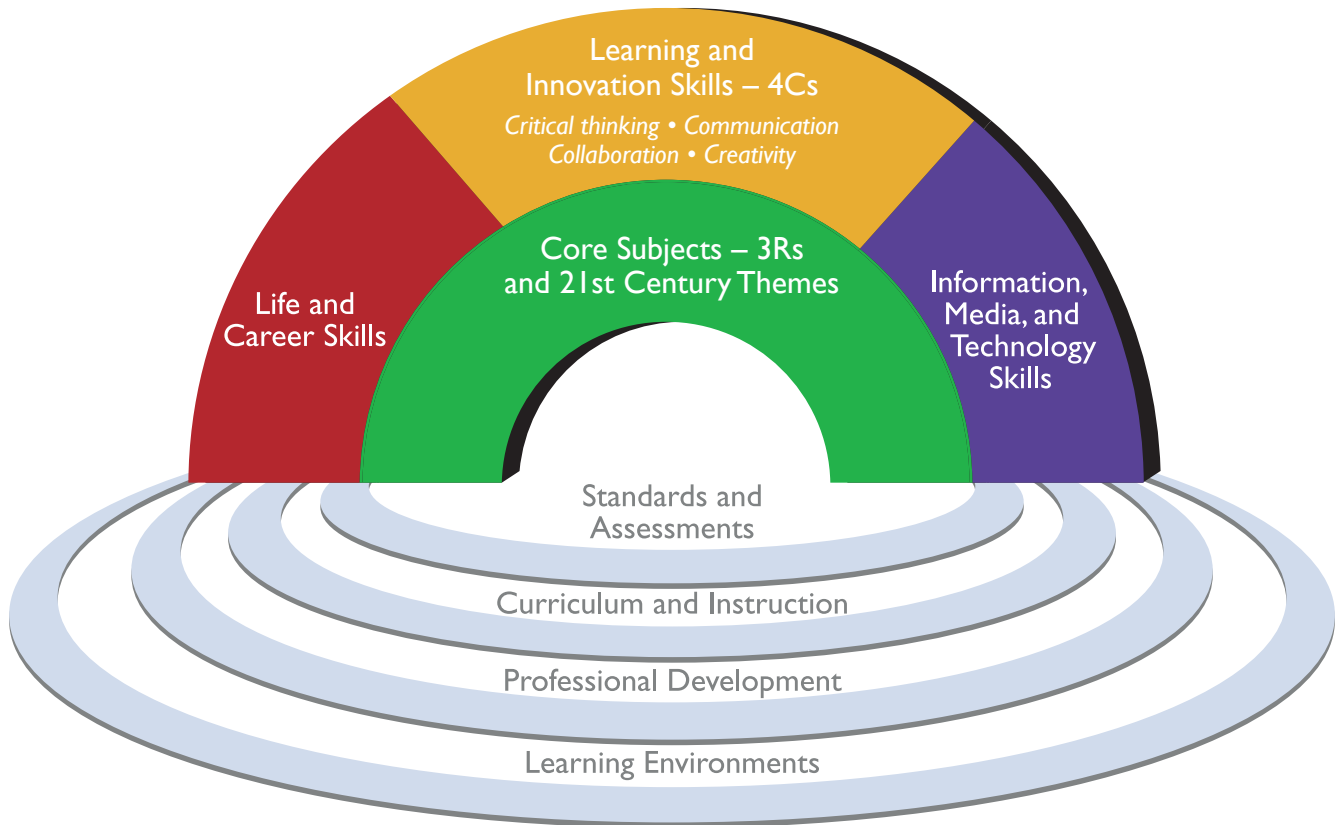 Learning and
Innovation Skills – 4Cs
Critical thinking • Communication
Collaboration • Creativity
Core Subjects – 3Rs
and 21st Century Themes
Life and
Career Skills
Information,
Media, and
Technology
Skills
Standards and
Assessments
Curriculum and Instruction
Professional Development
Learning Environments